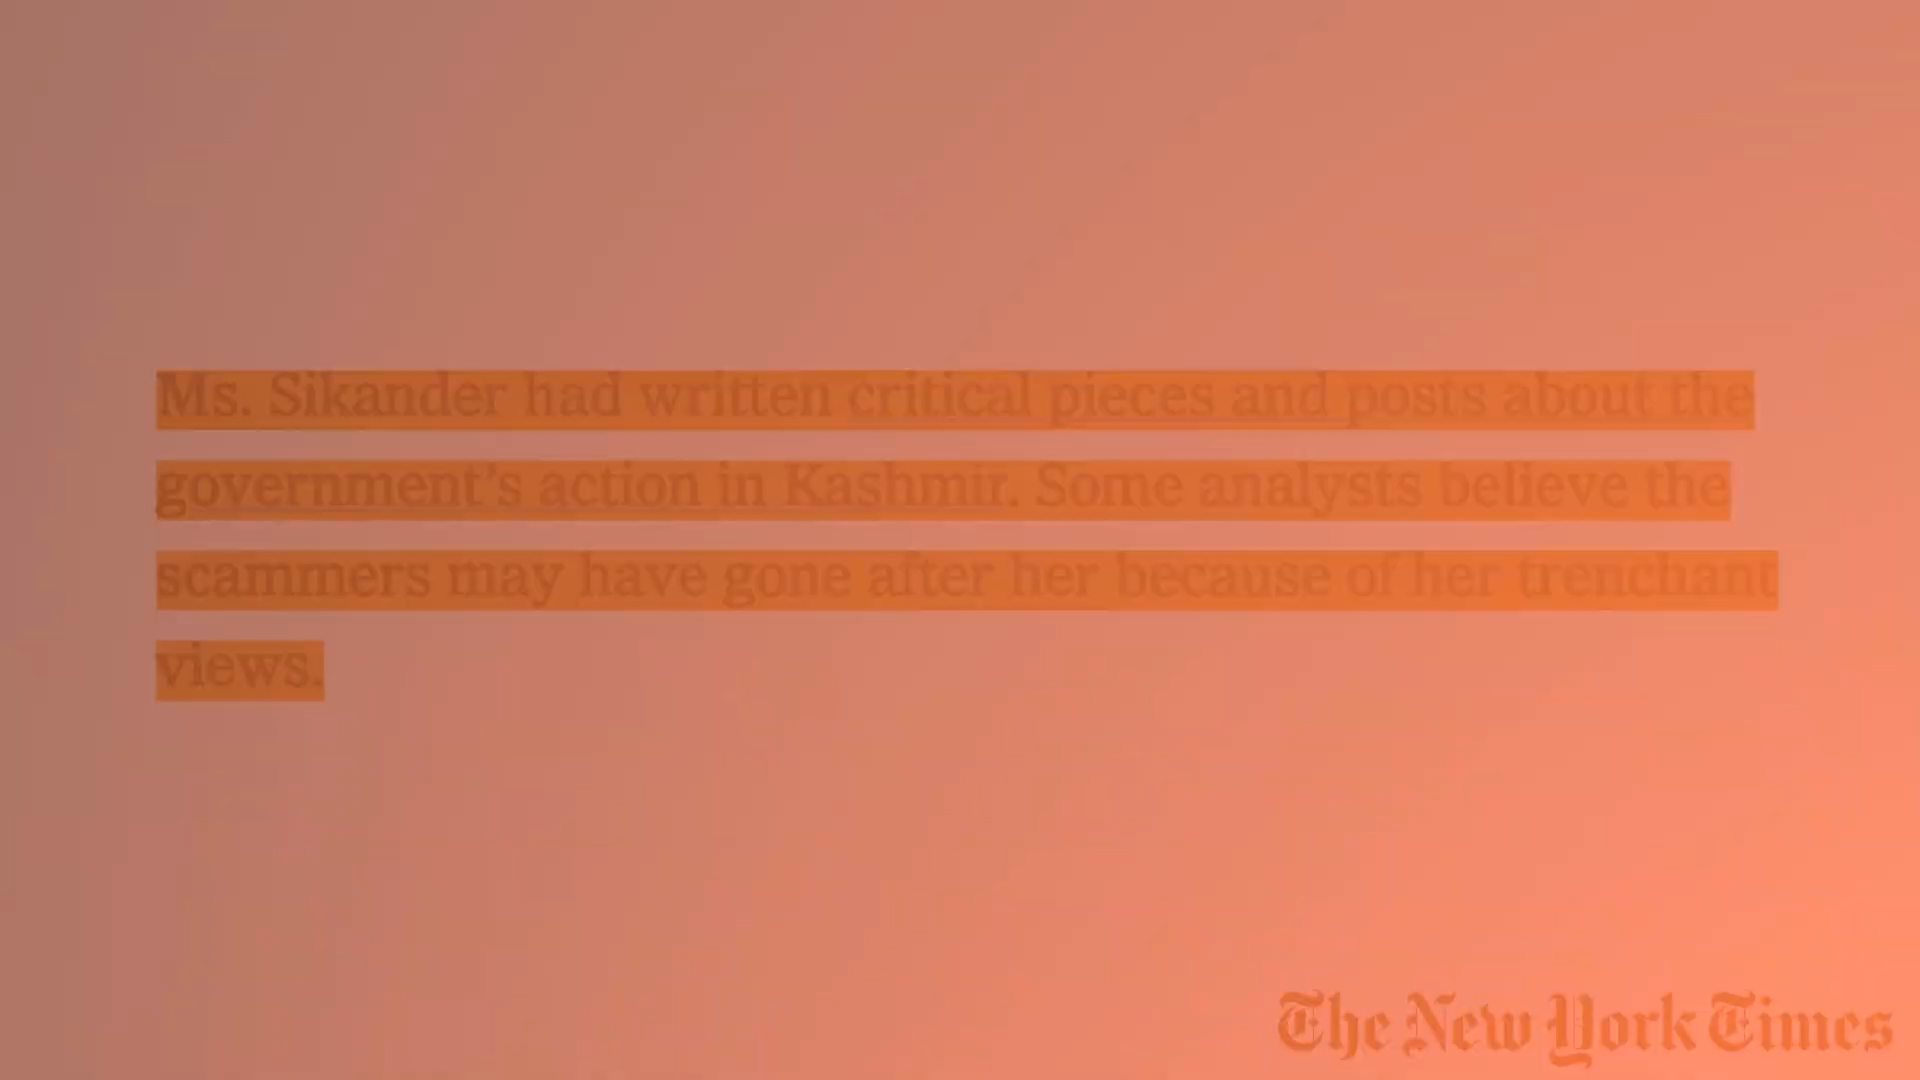 Ms. Sikander had written critical pieces and posts about the
government's action in Kashmir. Some analysts believe the
scammers may have gone after her because of her trenchant
views.
The New York Times